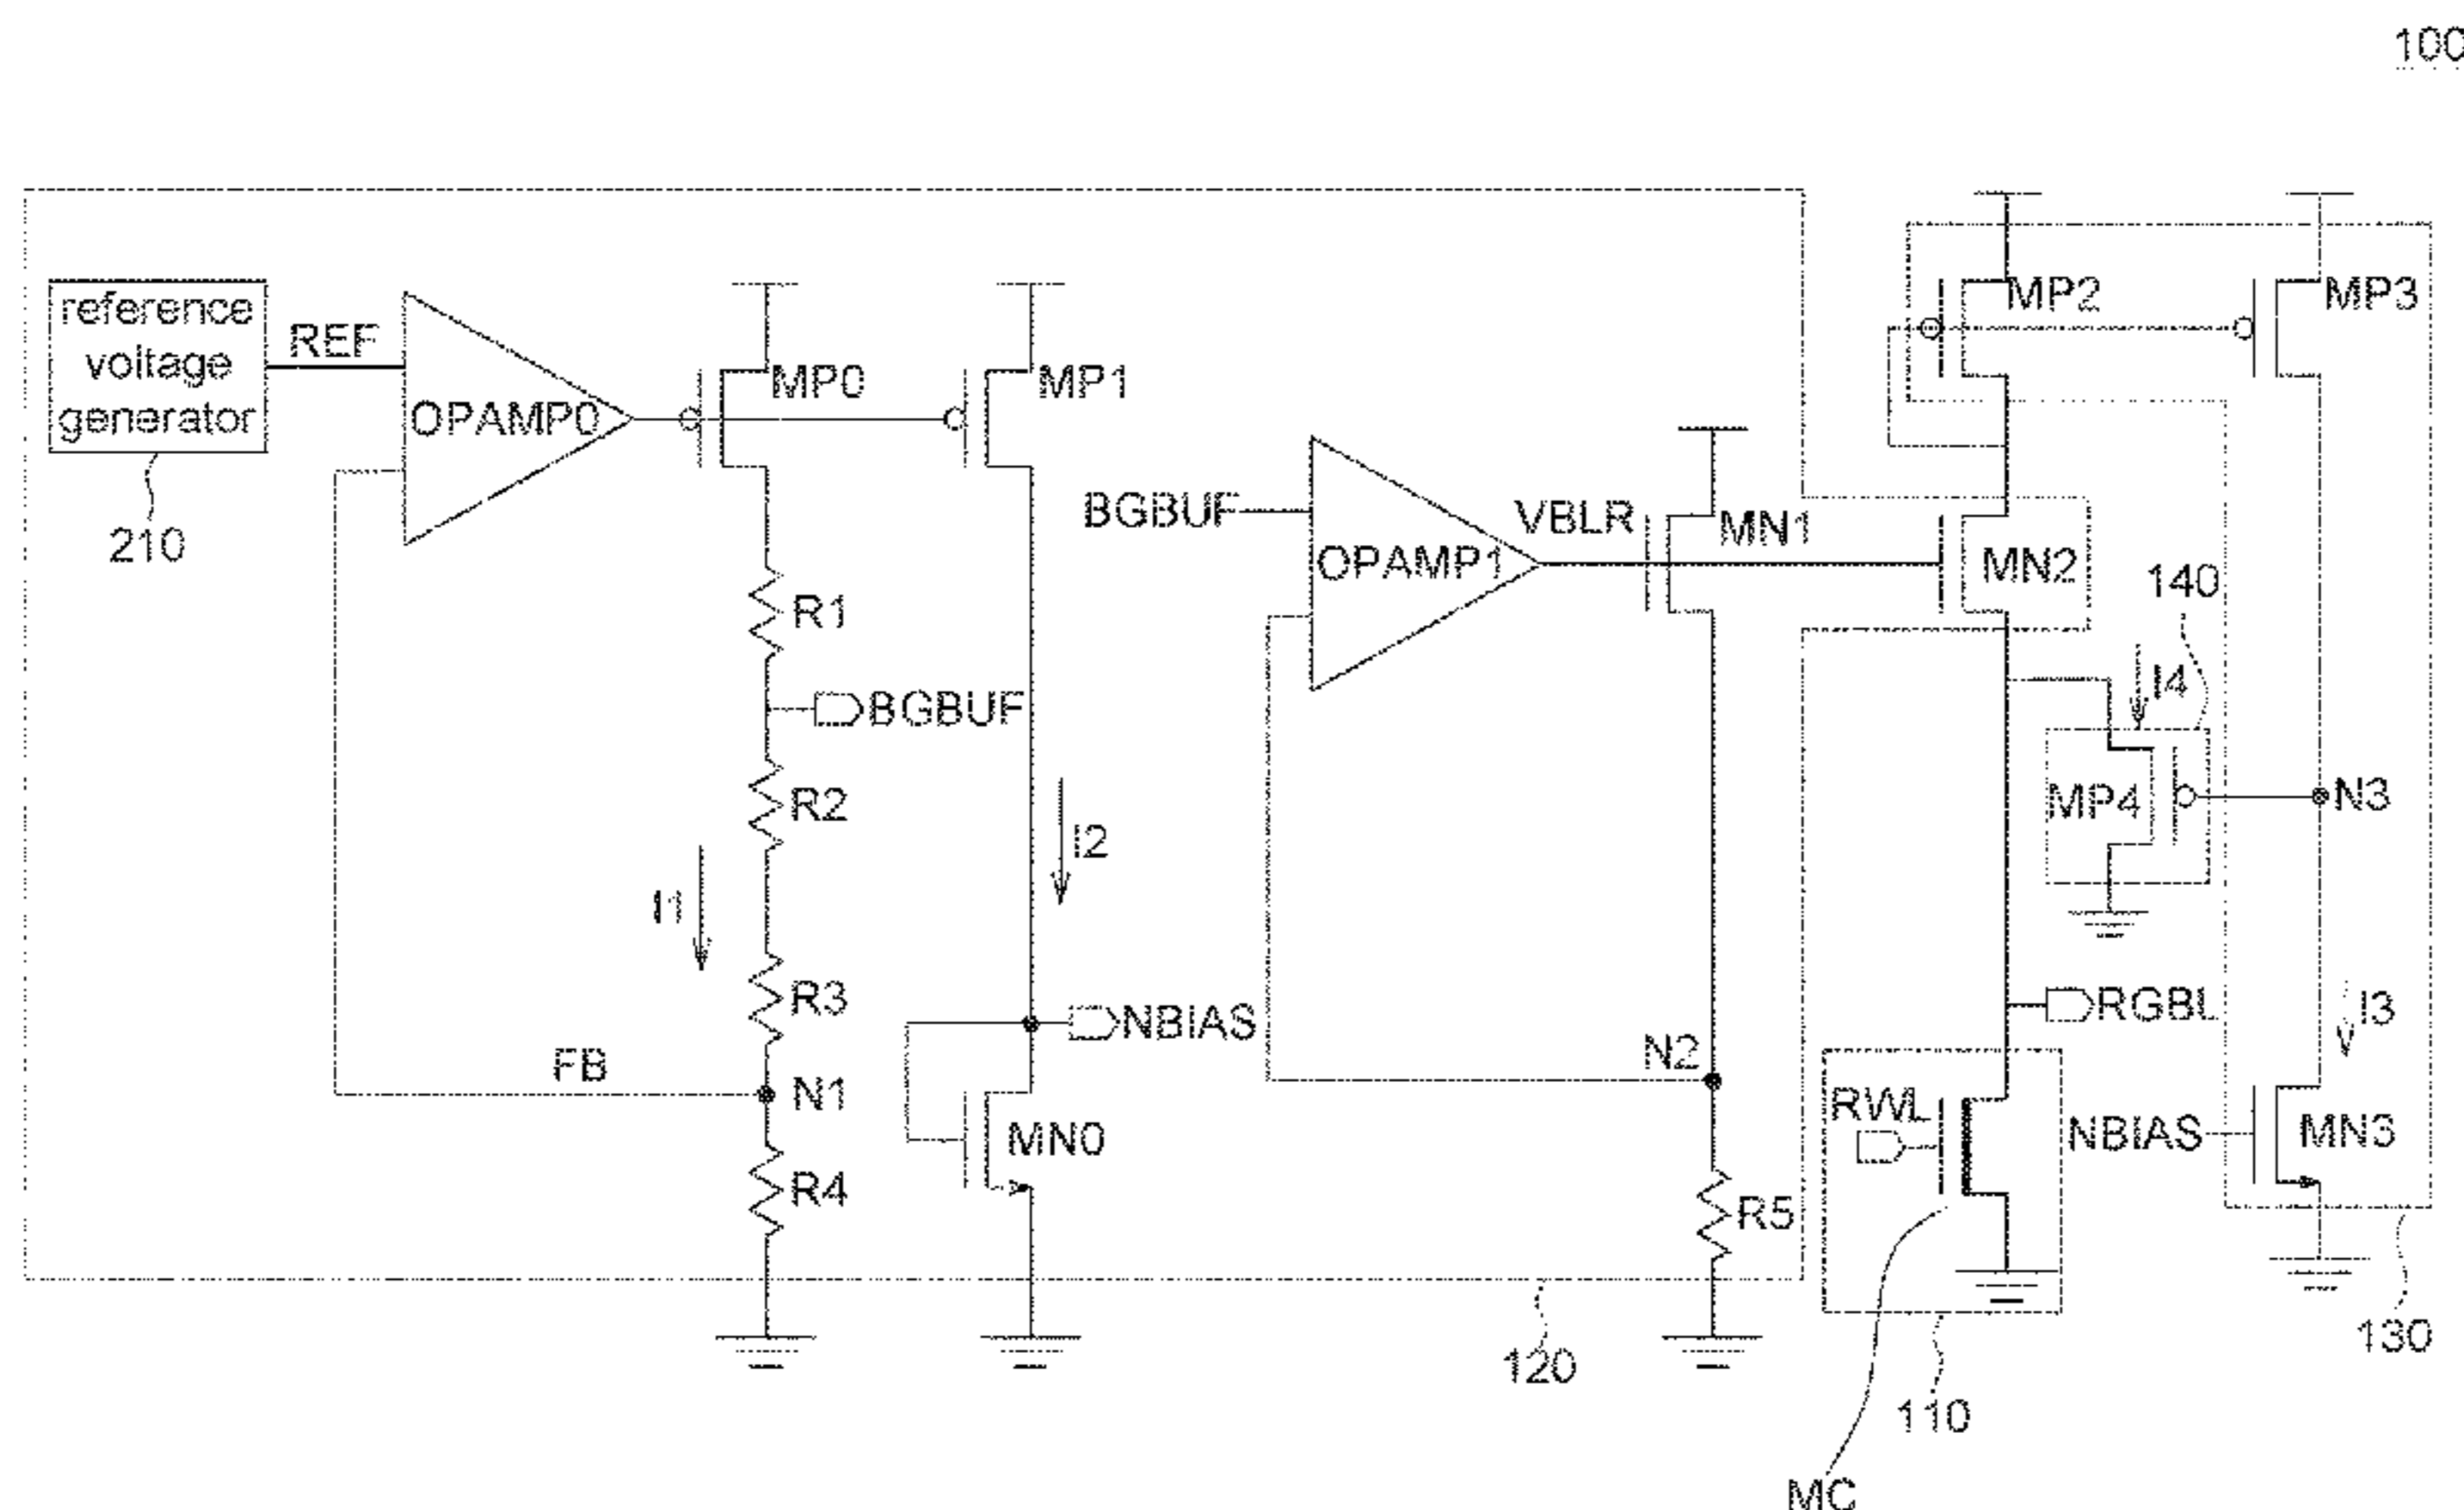 100
reference
voltage
generator
210
REF
OPAMP0
MP0
MP1
R1
BGBUF
R2
I1
I2
R3
FB
N1
NBIAS
MN0
R4
BGBUF
OPAMP1
VBLR
MN1
N2
R5
120
MP2
MP3
MN2
140
I4
MP4
N3
RGBL
I3
RWL
NBIAS
MN3
110
130
MC